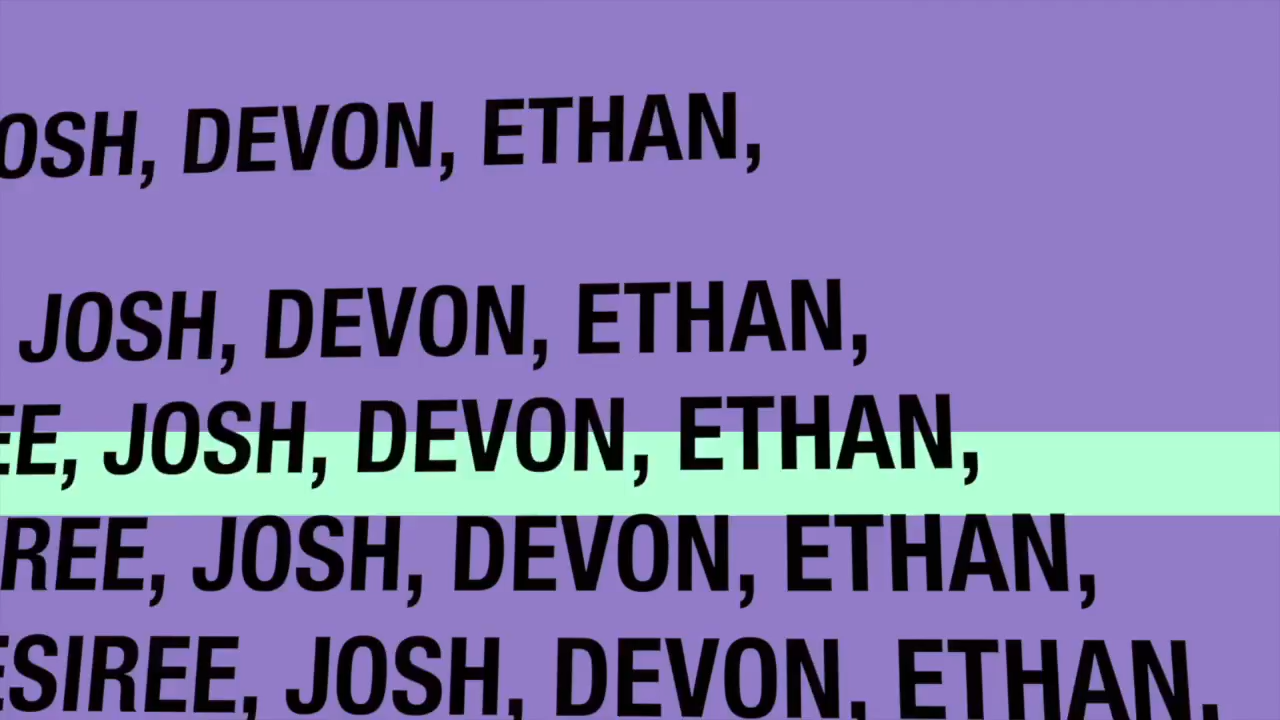 OSH, DEVON, ETHAN,
JOSH, DEVON, ETHAN,
EE, JOSH, DEVON, ETHAN,
REE, JOSH, DEVON, ETHAN,
ESIREE, JOSH, DEVON, ETHAN,